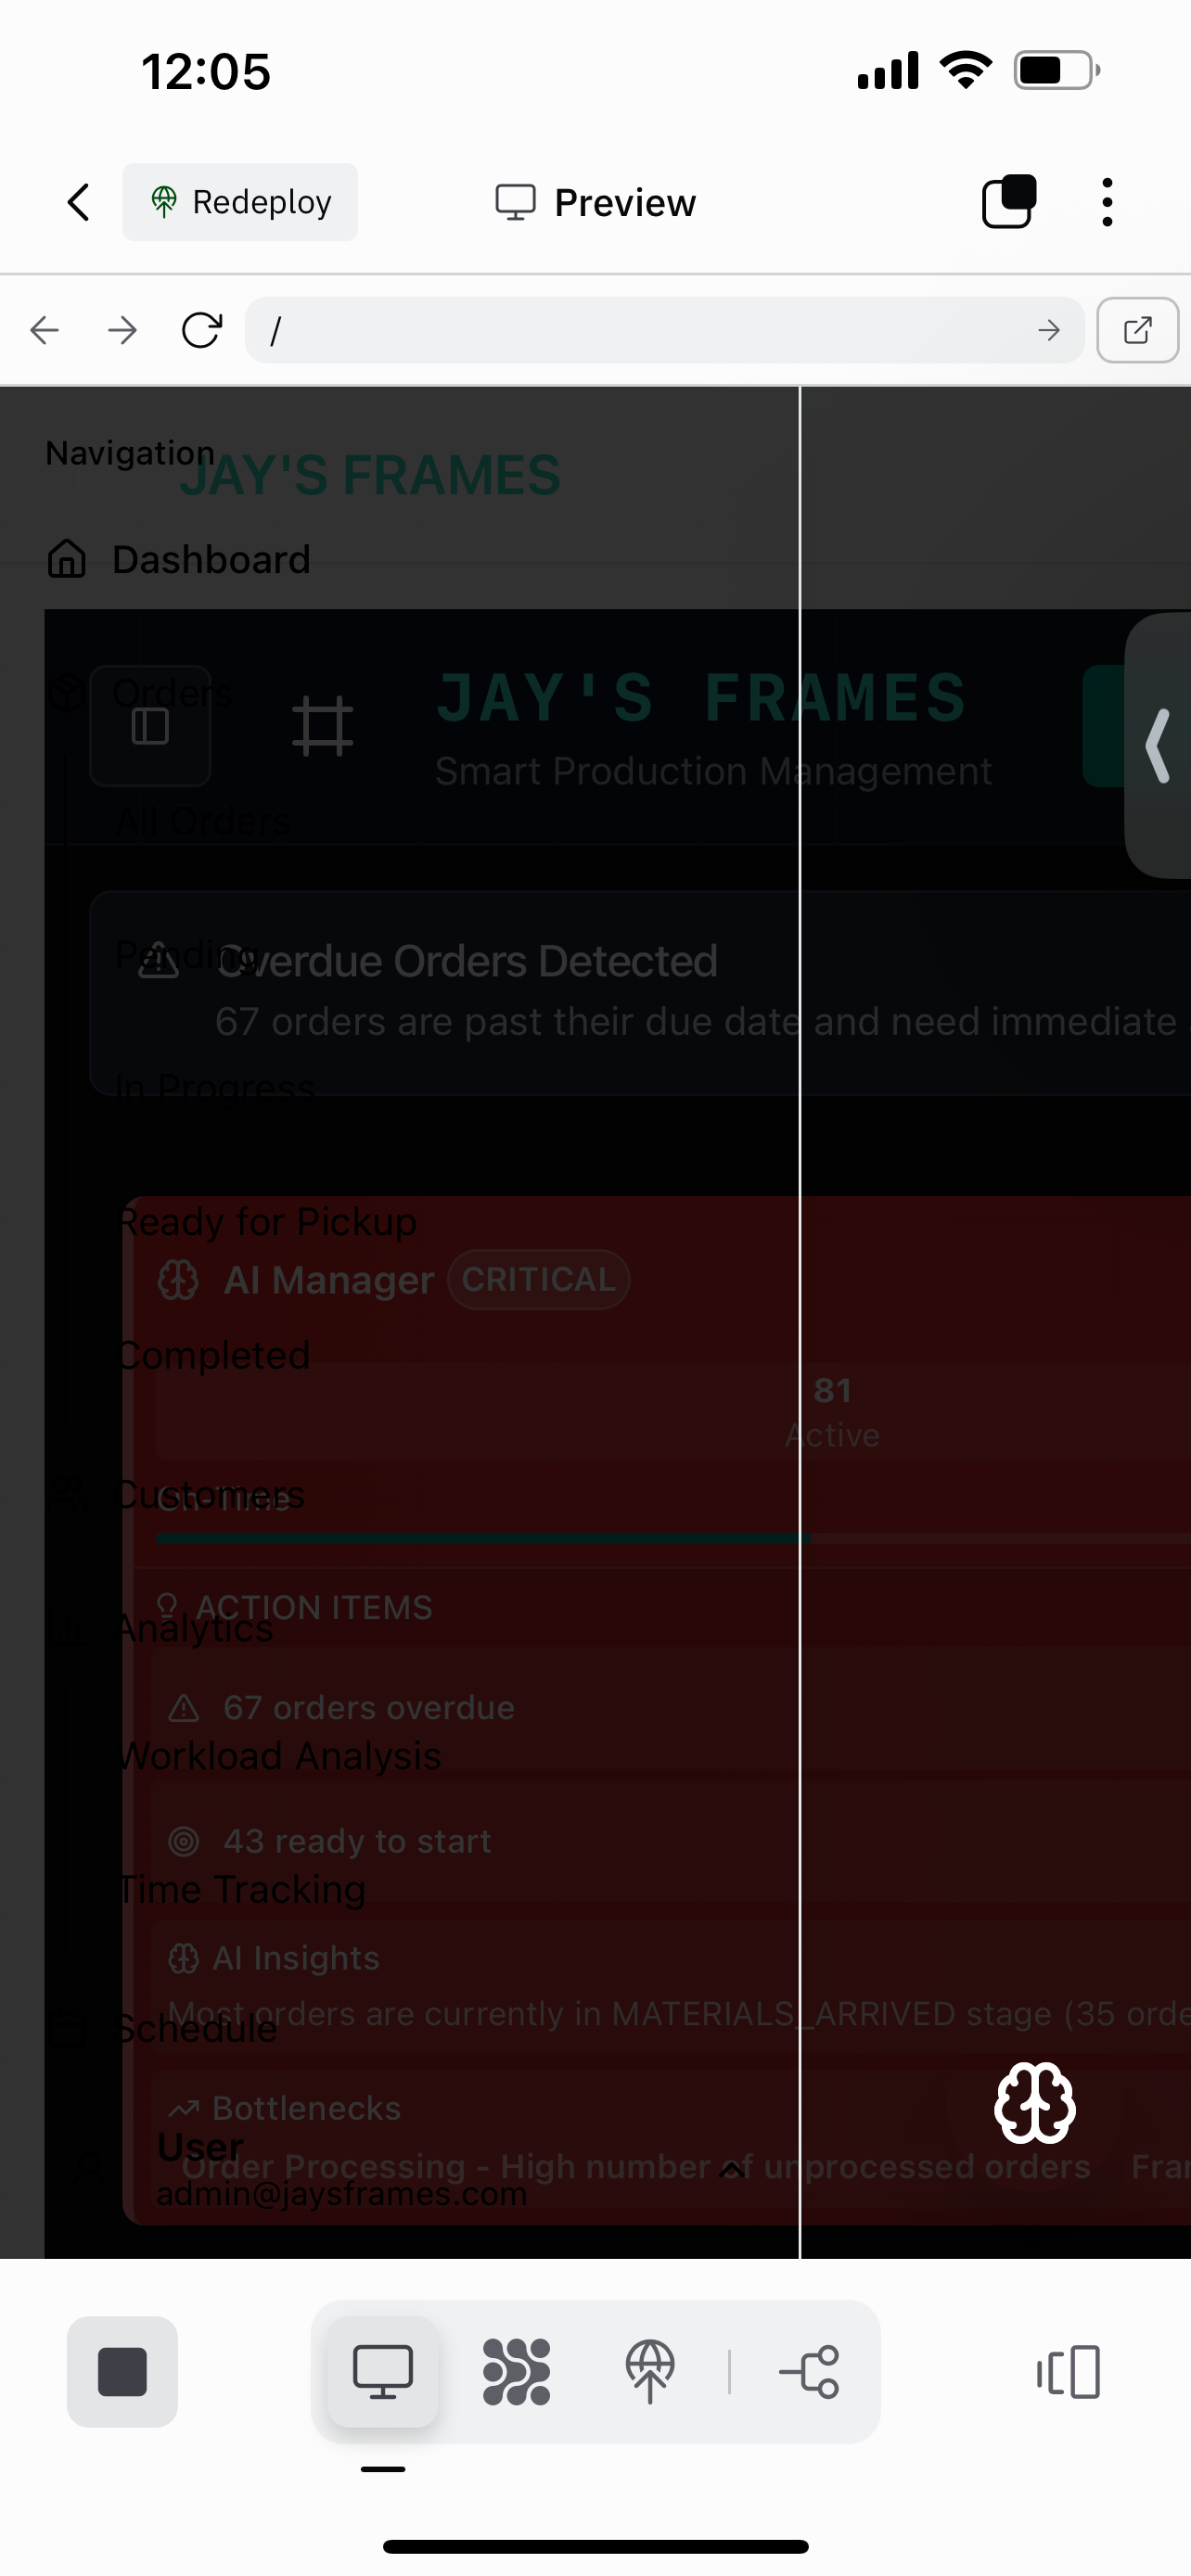 12:05
Redeploy
Preview
/
Navigation
JAY'S FRAMES
Dashboard
Orders
JAY'S FRAMES
Smart Production Management
All Orders
Pending
Overdue Orders Detected
67 orders are past their due date and need immediate
In Progress
Ready for Pickup
AI Manager CRITICAL
Completed
81
Active
Customers
On-Time
ACTION ITEMS
Analytics
67 orders overdue
Workload Analysis
43 ready to start
Time Tracking
AI Insights
Most orders are currently in MATERIALS_ARRIVED stage (35 orde
Schedule
Bottlenecks
User
Order Processing - High number of unprocessed orders Fra
admin@jaysframes.com